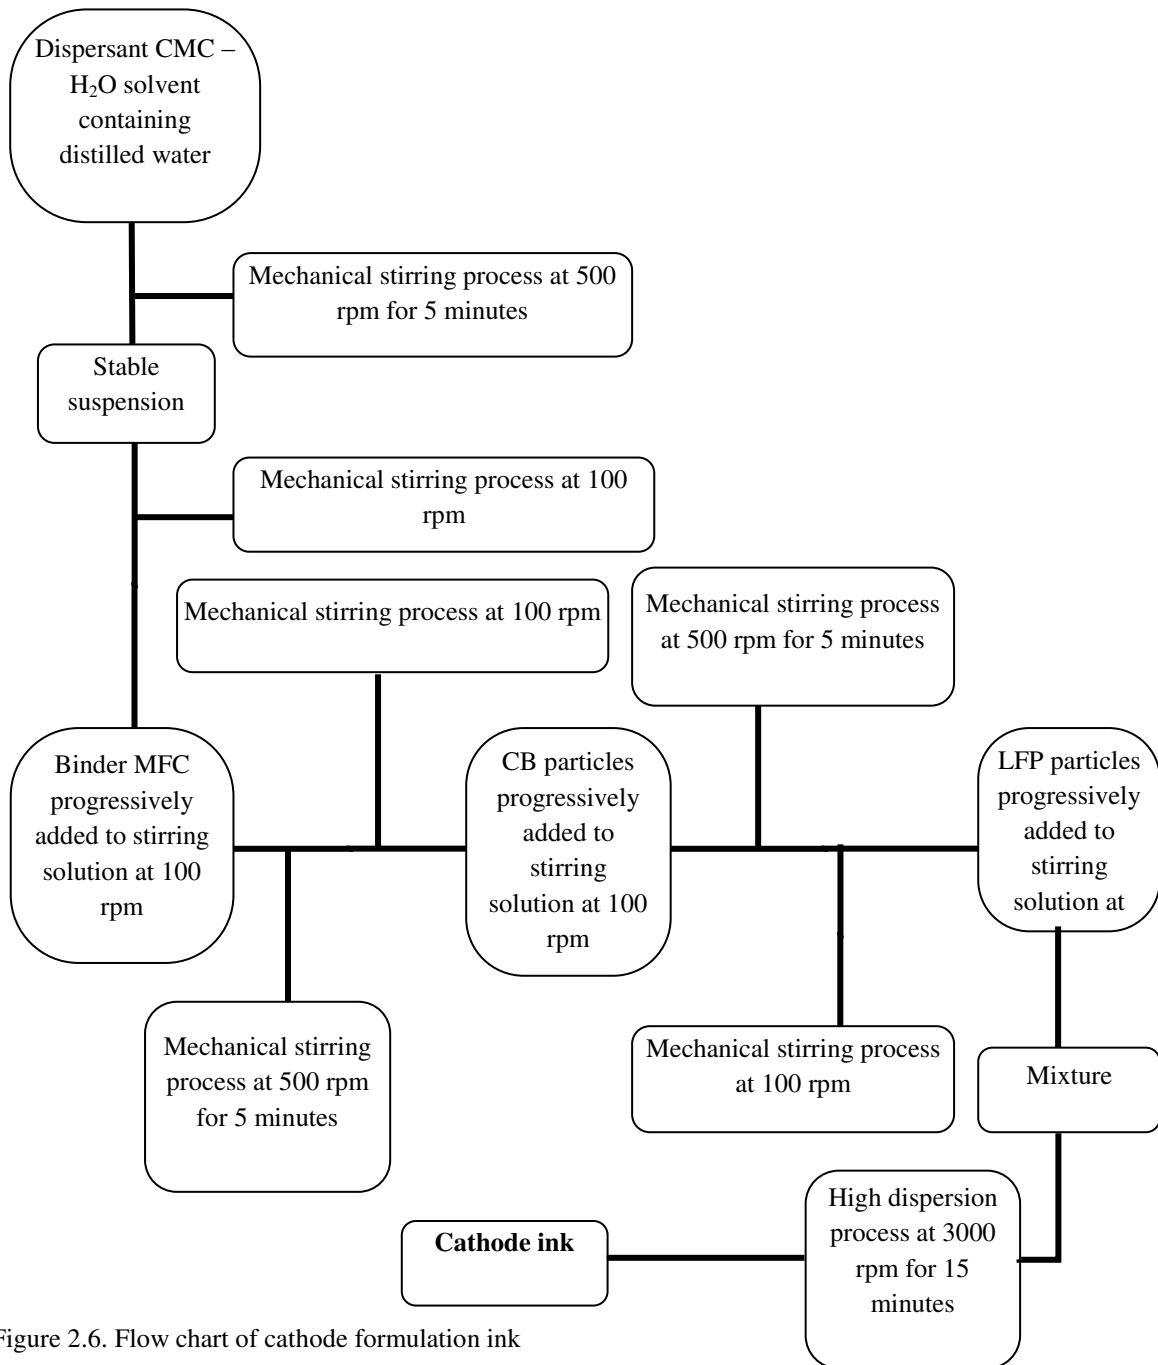 Dispersant CMC –
H₂O solvent
containing
distilled water
Mechanical stirring process at 500
rpm for 5 minutes
Stable
suspension
Mechanical stirring process at 100
rpm
Mechanical stirring process at 100 rpm
Mechanical stirring process
at 500 rpm for 5 minutes
Binder MFC
progressively
added to stirring
solution at 100
rpm
CB particles
progressively
added to
stirring
solution at 100
rpm
LFP particles
progressively
added to
stirring
solution at
Mechanical stirring
process at 500 rpm
for 5 minutes
Mechanical stirring process
at 100 rpm
Mixture
High dispersion
process at 3000
rpm for 15
minutes
Cathode ink
Figure 2.6. Flow chart of cathode formulation ink